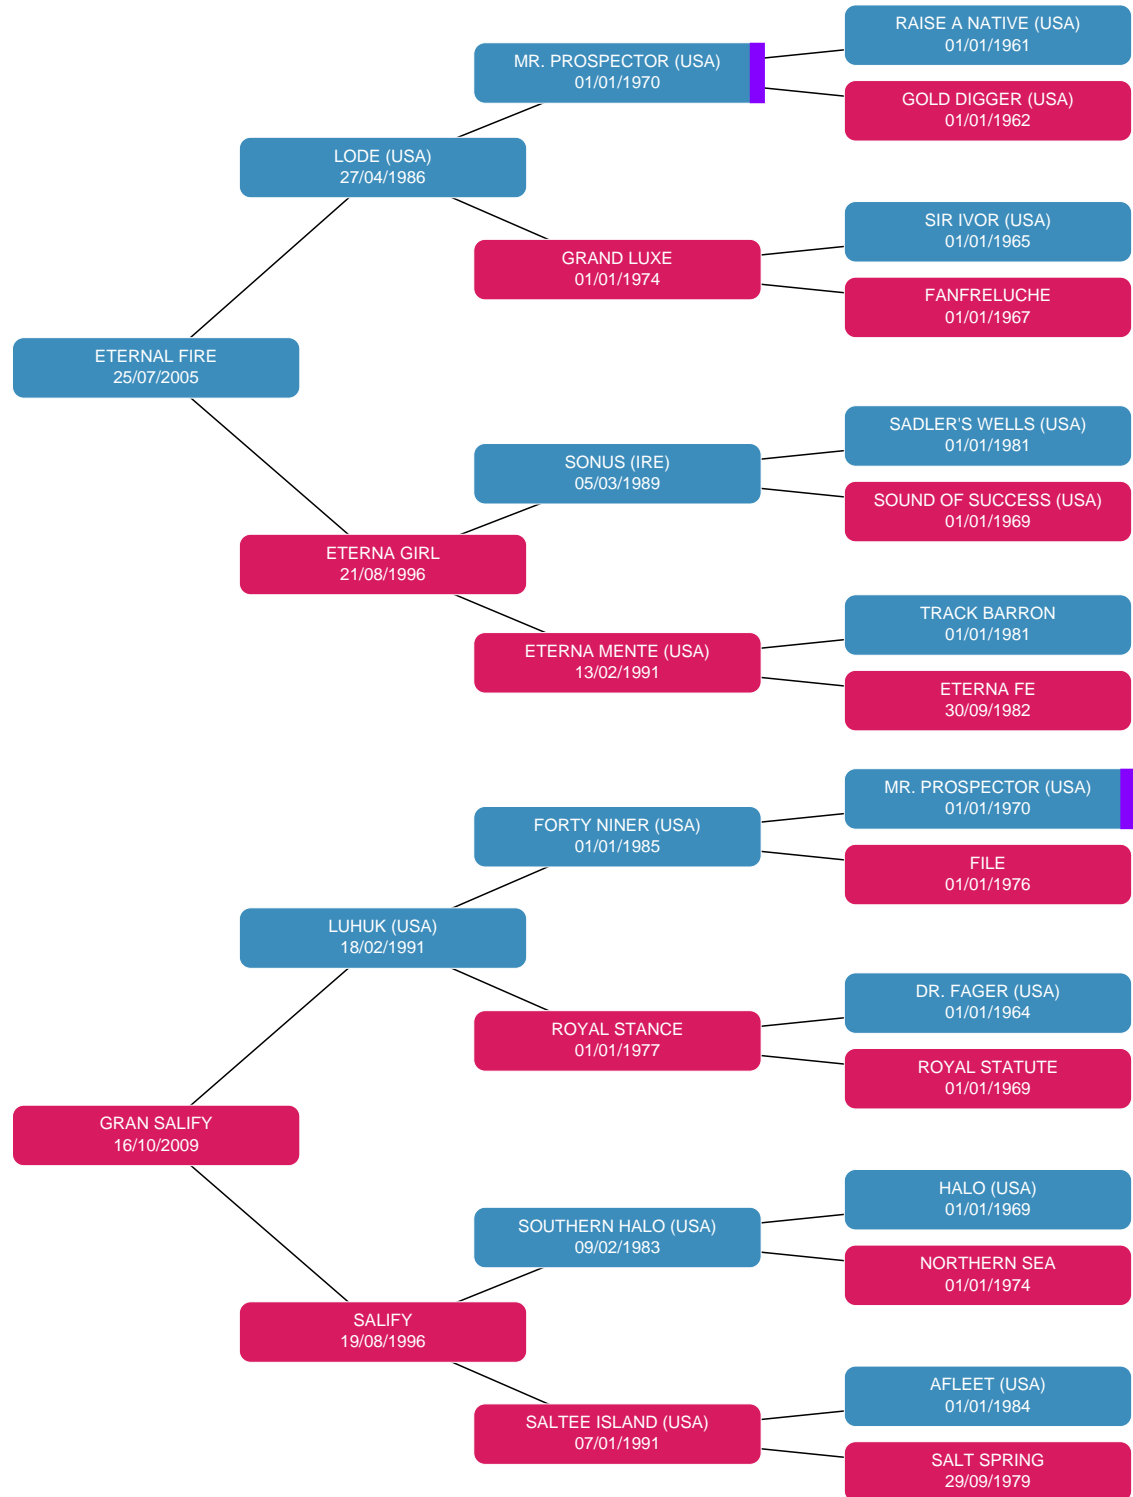 RAISE A NATIVE (USA)
01/01/1961
MR. PROSPECTOR (USA)
01/01/1970
GOLD DIGGER (USA)
01/01/1962
LODE (USA)
27/04/1986
SIR IVOR (USA)
01/01/1965
GRAND LUXE
01/01/1974
FANFRELUCHE
01/01/1967
ETERNAL FIRE
25/07/2005
SADLER'S WELLS (USA)
01/01/1981
SONUS (IRE)
05/03/1989
SOUND OF SUCCESS (USA)
01/01/1969
ETERNA GIRL
21/08/1996
TRACK BARRON
01/01/1981
ETERNA MENTE (USA)
13/02/1991
ETERNA FE
30/09/1982
MR. PROSPECTOR (USA)
01/01/1970
FORTY NINER (USA)
01/01/1985
FILE
01/01/1976
LUHUK (USA)
18/02/1991
DR. FAGER (USA)
01/01/1964
ROYAL STANCE
01/01/1977
ROYAL STATUTE
01/01/1969
GRAN SALIFY
16/10/2009
HALO (USA)
01/01/1969
SOUTHERN HALO (USA)
09/02/1983
NORTHERN SEA
01/01/1974
SALIFY
19/08/1996
AFLEET (USA)
01/01/1984
SALTEE ISLAND (USA)
07/01/1991
SALT SPRING
29/09/1979